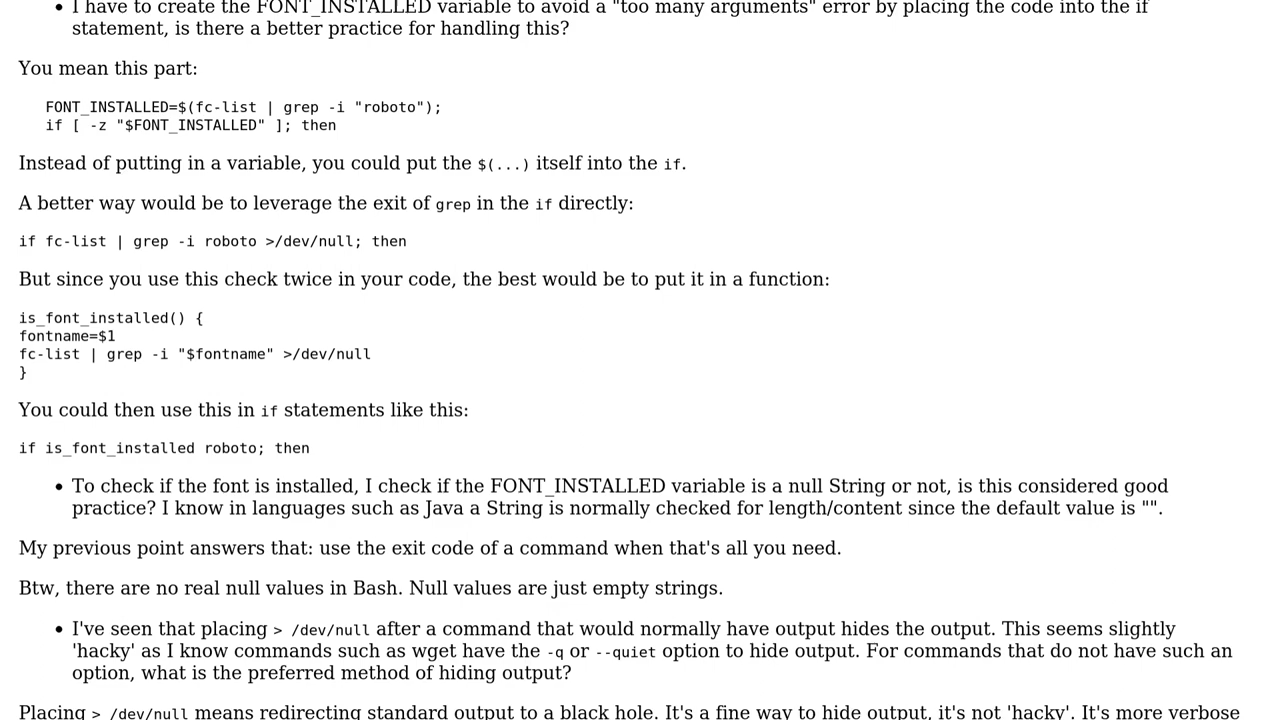 • I have to create the FONT_INSTALLED variable to avoid a "too many arguments" error by placing the code into the if
statement, is there a better practice for handling this?
You mean this part:
FONT_INSTALLED=$(fc-list | grep -i "roboto");
if [ -z "$FONT_INSTALLED" ]; then
Instead of putting in a variable, you could put the $(...) itself into the if.
A better way would be to leverage the exit of grep in the if directly:
if fc-list | grep -i roboto >/dev/null; then
But since you use this check twice in your code, the best would be to put it in a function:
is_font_installed() {
fontname=$1
fc-list | grep -i "$fontname" >/dev/null
}
You could then use this in if statements like this:
if is_font_installed roboto; then
• To check if the font is installed, I check if the FONT_INSTALLED variable is a null String or not, is this considered good
practice? I know in languages such as Java a String is normally checked for length/content since the default value is "".
My previous point answers that: use the exit code of a command when that's all you need.
Btw, there are no real null values in Bash. Null values are just empty strings.
• I've seen that placing > /dev/null after a command that would normally have output hides the output. This seems slightly
'hacky' as I know commands such as wget have the -q or --quiet option to hide output. For commands that do not have such an
option, what is the preferred method of hiding output?
Placing > /dev/null means redirecting standard output to a black hole. It's a fine way to hide output, it's not 'hacky'. It's more verbose